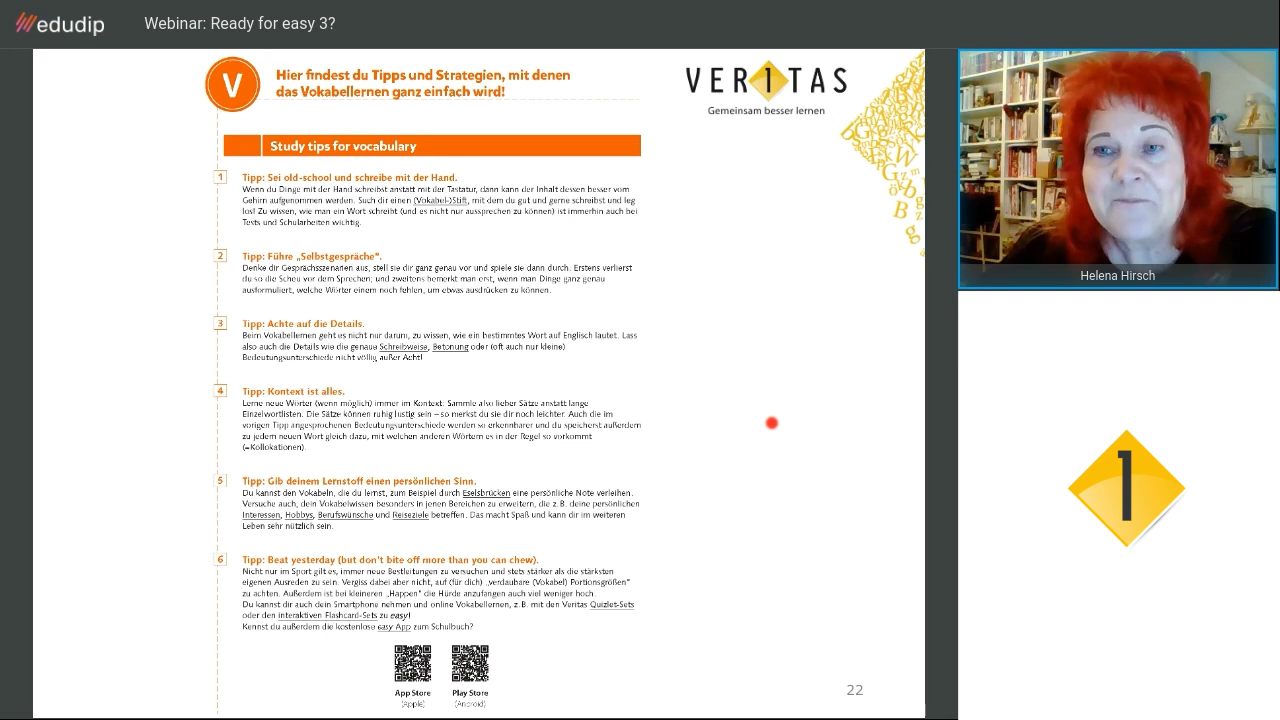 edudip
Webinar: Ready for easy 3?
V
Hier findest du Tipps und Strategien, mit denen
das Vokabellernen ganz einfach wird!
VERITAS
Gemeinsam besser lernen
Study tips for vocabulary
1 Tipp: Sei old-school und schreibe mit der Hand.
Wenn du Dinge mit der Hand schreibst anstatt mit der Tastatur, dann kann der Inhalt dessen besser vom
Gehirn aufgenommen werden. Such dir einen (Vokabel-)Stift, mit dem du gut und gerne schreibst und leg
los! Zu wissen, wie man ein Wort schreibt (und es nicht nur aussprechen zu können) ist immerhin auch bei
Tests und Schularbeiten wichtig.
2 Tipp: Führe „Selbstgespräche“.
Denke dir Gesprächsszenarien aus, stell sie dir ganz genau vor und spiele sie dann durch. Erstens verlierst
du so die Scheu vor dem Sprechen; und zweitens bemerkt man erst, wenn man Dinge ganz genau
ausformuliert, welche Wörter einem noch fehlen, um etwas ausdrücken zu können.
3 Tipp: Achte auf die Details.
Beim Vokabellernen geht es nicht nur darum, zu wissen, wie ein bestimmtes Wort auf Englisch lautet. Lass
also auch die Details wie die genaue Schreibweise, Betonung oder (oft auch nur kleine)
Bedeutungsunterschiede nicht völlig außer Acht!
4 Tipp: Kontext ist alles.
Lerne neue Wörter (wenn möglich) immer im Kontext: Sammle also lieber Sätze anstatt lange
Einzelwortlisten. Die Sätze können ruhig lustig sein – so merkst du sie dir noch leichter. Auch die im
vorigen Tipp angesprochenen Bedeutungsunterschiede werden so erkennbarer und du speicherst außerdem
zu jedem neuen Wort gleich dazu, mit welchen anderen Wörtern es in der Regel so vorkommt
(=Kollokationen).
5 Tipp: Gib deinem Lernstoff einen persönlichen Sinn.
Du kannst den Vokabeln, die du lernst, zum Beispiel durch Eselsbrücken eine persönliche Note verleihen.
Versuche auch, dein Vokabelwissen besonders in jenen Bereichen zu erweitern, die z. B. deine persönlichen
Interessen, Hobbys, Berufswünsche und Reiseziele betreffen. Das macht Spaß und kann dir im weiteren
Leben sehr nützlich sein.
6 Tipp: Beat yesterday (but don't bite off more than you can chew).
Nicht nur im Sport gilt es, immer neue Bestleitungen zu versuchen und stets stärker als die stärksten
eigenen Ausreden zu sein. Vergiss dabei aber nicht, auf (für dich) „verdaubare (Vokabel) Portionsgrößen“
zu achten. Außerdem ist bei kleineren „Happen“ die Hürde anzufangen auch viel weniger hoch.
Du kannst dir auch dein Smartphone nehmen und online Vokabellernen, z. B. mit den Veritas Quizlet-Sets
oder den interaktiven Flashcard-Sets zu easy!
Kennst du außerdem die kostenlose easy App zum Schulbuch?
App Store
(Apple)
Play Store
(Android)
22
Helena Hirsch
1